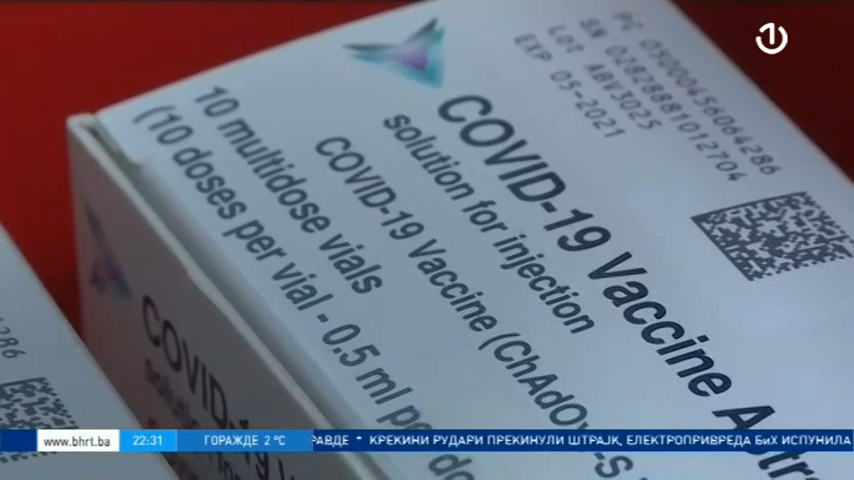 PC 05000456064286
SN 02828881012704
Lot ABV3025
EXP 05-2021
COVID-19 Vaccine
solution for injection
COVID-19 Vaccine (ChAdOx
10 multidose vials
(10 doses per vial - 0.5 ml
COVID-19
www.bhrt.ba 22:31 ГОРАЖДЕ 2°C РАВДЕ * КРЕКИНИ РУДАРИ ПРЕКИНУЛИ ШТРАЈК, ЕЛЕКТРОПРИВРЕДА БиХ ИСПУНИЛА